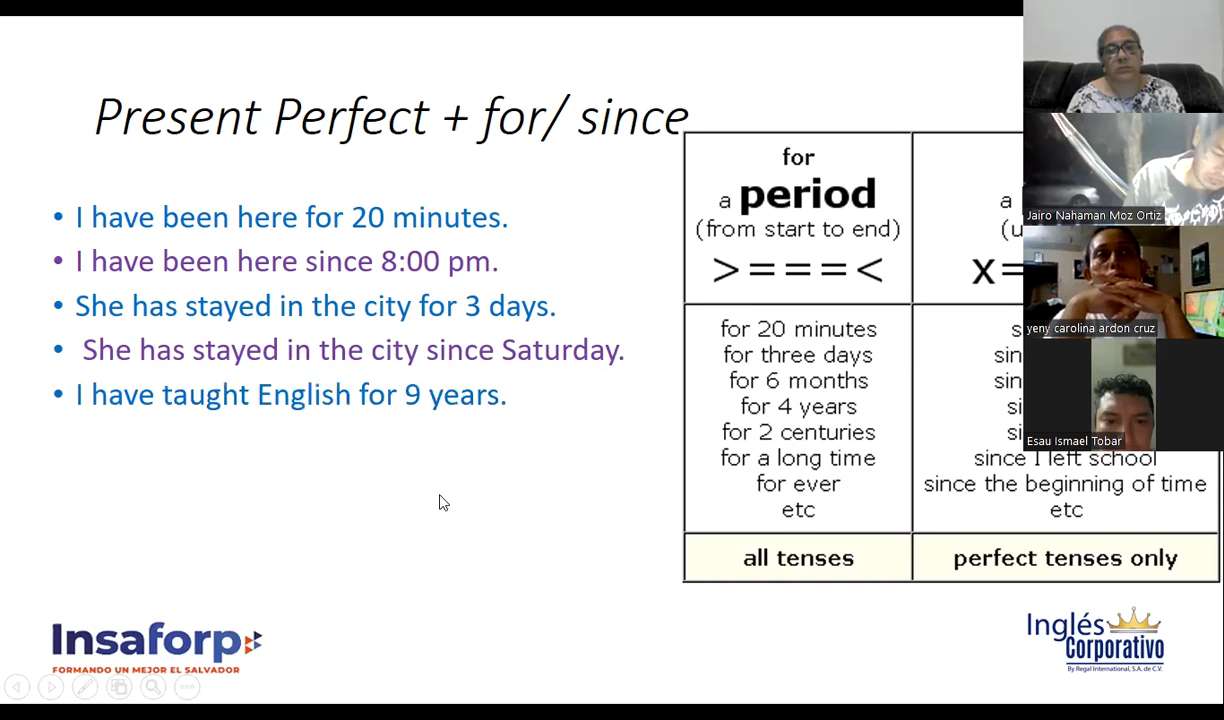 Present Perfect + for/ since
• I have been here for 20 minutes.
• I have been here since 8:00 pm.
• She has stayed in the city for 3 days.
• She has stayed in the city since Saturday.
• I have taught English for 9 years.
for
a period
(from start to end)
>===<
for 20 minutes
for three days
for 6 months
for 4 years
for 2 centuries
for a long time
for ever
etc
all tenses
a
x=
since I left school
since the beginning of time
etc
perfect tenses only
Jairo Nahaman Moz Ortiz
yeny carolina ardon cruz
Esau Ismael Tobar
Insaforp
FORMANDO UN MEJOR EL SALVADOR
Inglés
Corporativo
By Regal International, S.A. de C.V.